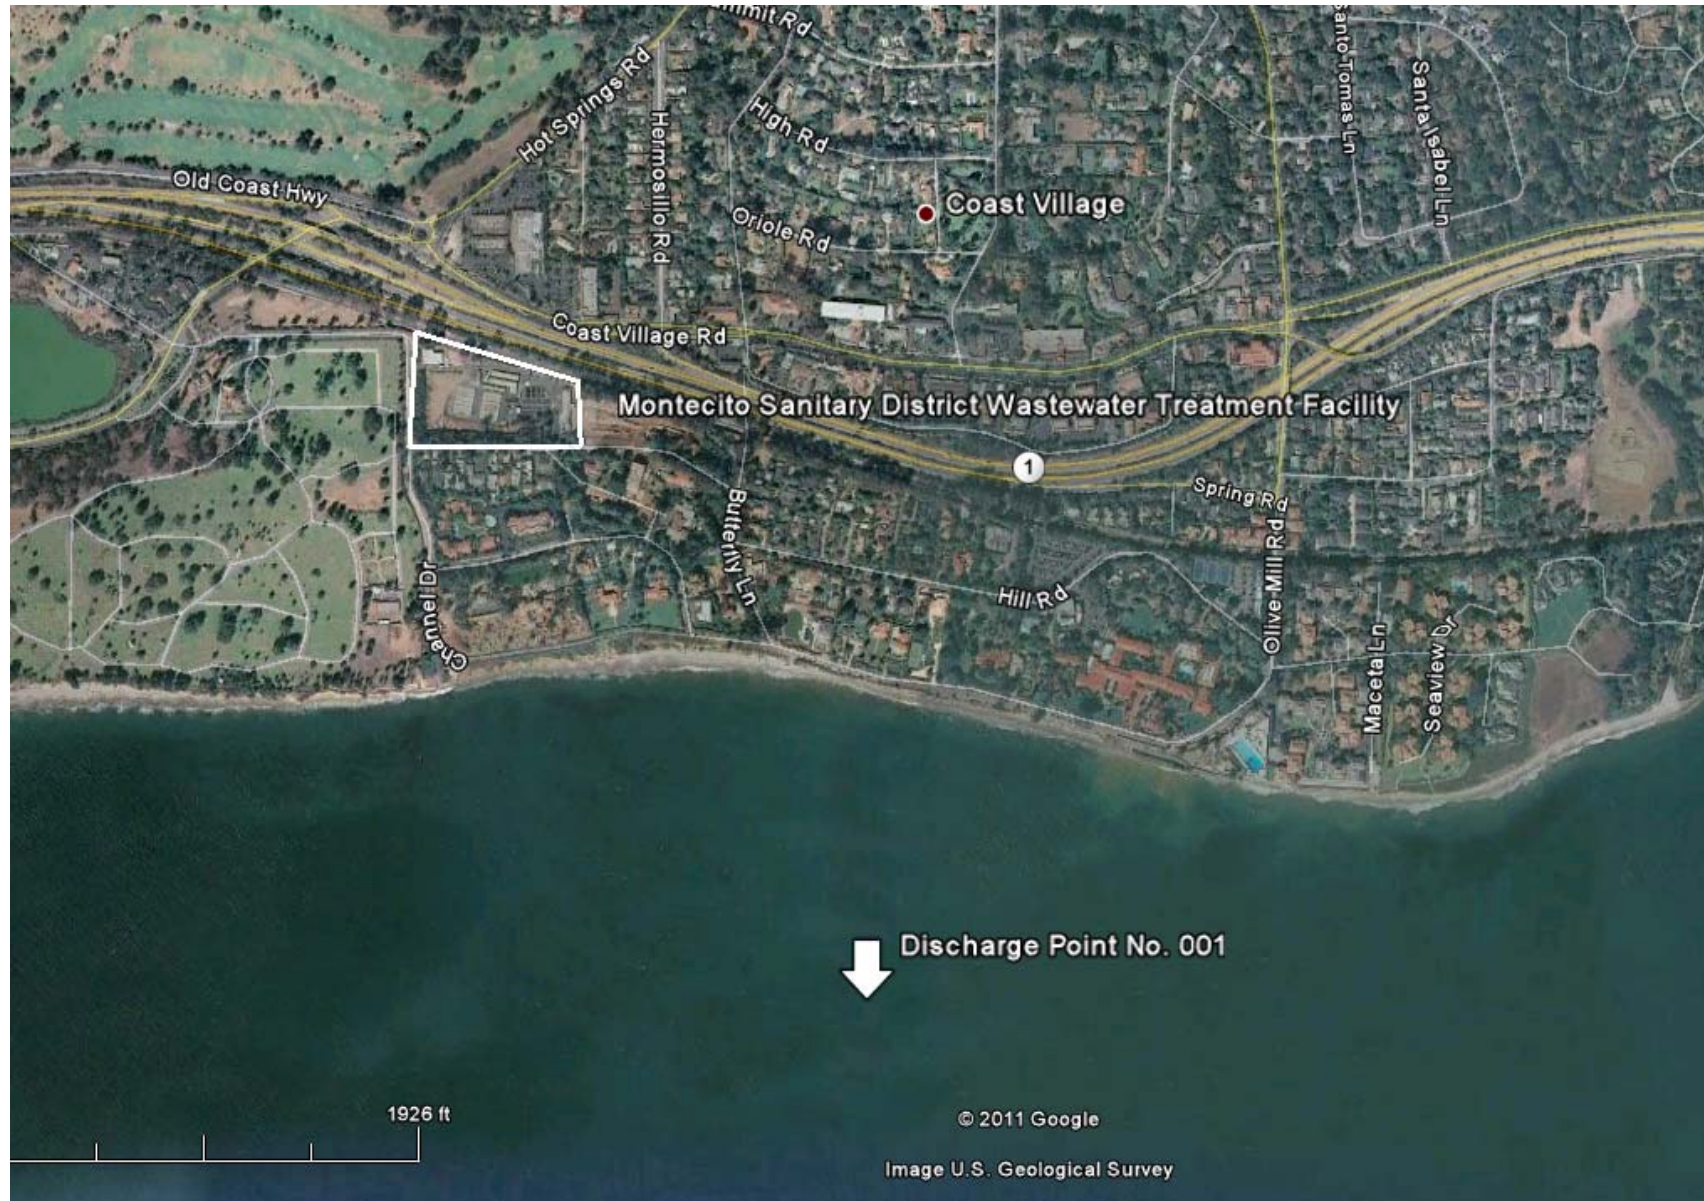 ummit Rd
Hot Springs Rd
Hermosillo Rd
High Rd
Santo Tomas Ln
Santa Isabel Ln
Old Coast Hwy
Oriole Rd
Coast Village
Coast Village Rd
Montecito Sanitary District Wastewater Treatment Facility
1
Spring Rd
Butterfly Ln
Channel Dr
Hill Rd
Olive Mill Rd
Maceta Ln
Seaview Dr
Discharge Point No. 001
1926 ft
© 2011 Google
Image U.S. Geological Survey